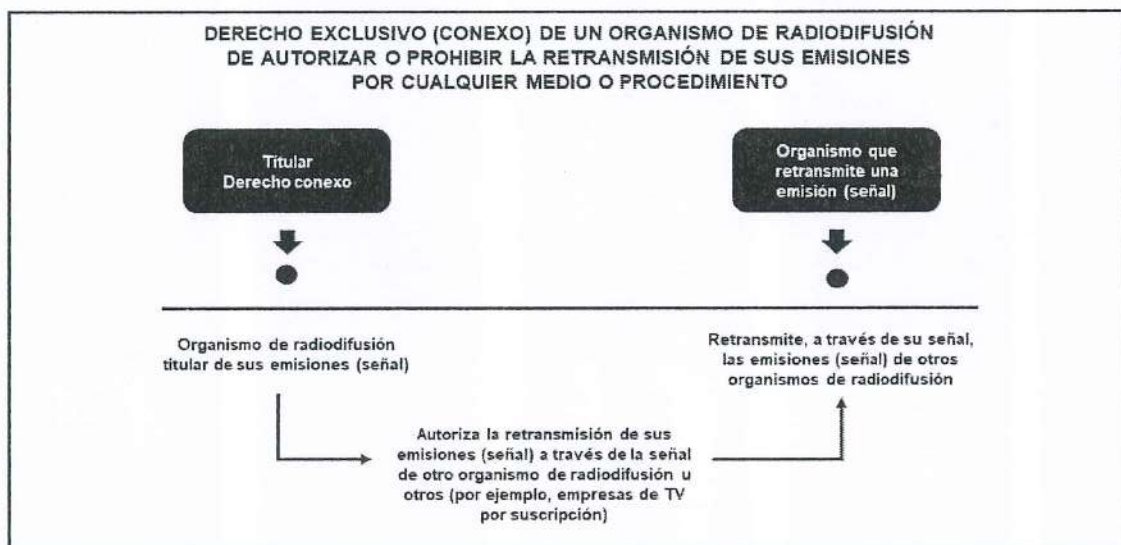 DERECHO EXCLUSIVO (CONEXO) DE UN ORGANISMO DE RADIODIFUSIÓN
DE AUTORIZAR O PROHIBIR LA RETRANSMISIÓN DE SUS EMISIONES
POR CUALQUIER MEDIO O PROCEDIMIENTO
Titular
Derecho conexo
Organismo que
retransmite una
emisión (señal)
Organismo de radiodifusión
titular de sus emisiones (señal)
Retransmite, a través de su señal,
las emisiones (señal) de otros
organismos de radiodifusión
Autoriza la retransmisión de sus
emisiones (señal) a través de la señal
de otro organismo de radiodifusión u
otros (por ejemplo, empresas de TV
por suscripción)